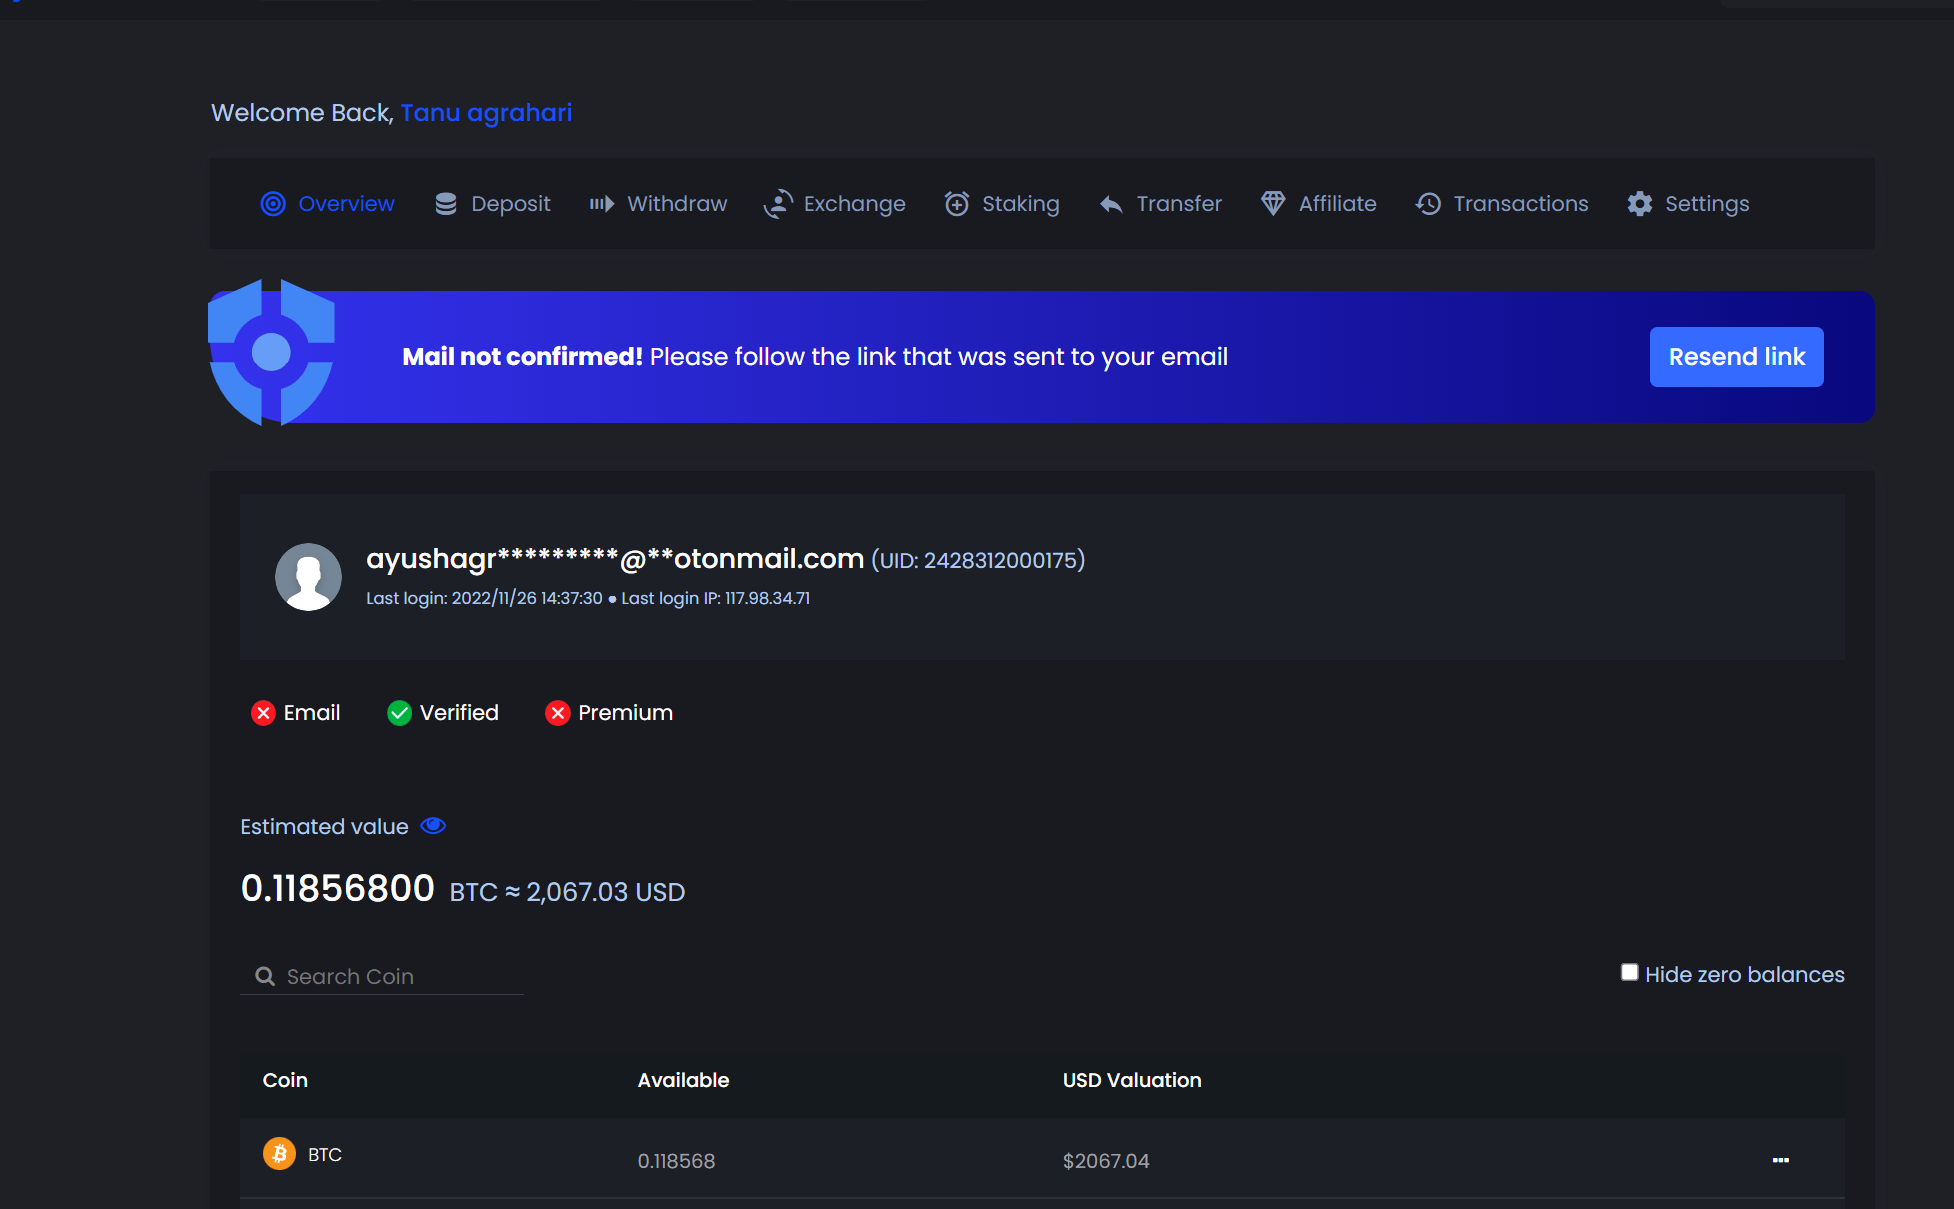 Welcome Back, Tanu agrahari
Overview Deposit Withdraw Exchange Staking Transfer Affiliate Transactions Settings
Mail not confirmed! Please follow the link that was sent to your email
Resend link
ayushagr*********@**otonmail.com (UID: 2428312000175)
Last login: 2022/11/26 14:37:30 ● Last login IP: 117.98.34.71
Email Verified Premium
Estimated value
0.11856800 BTC ≈ 2,067.03 USD
Search Coin
Hide zero balances
Coin Available USD Valuation
BTC 0.118568 $2067.04